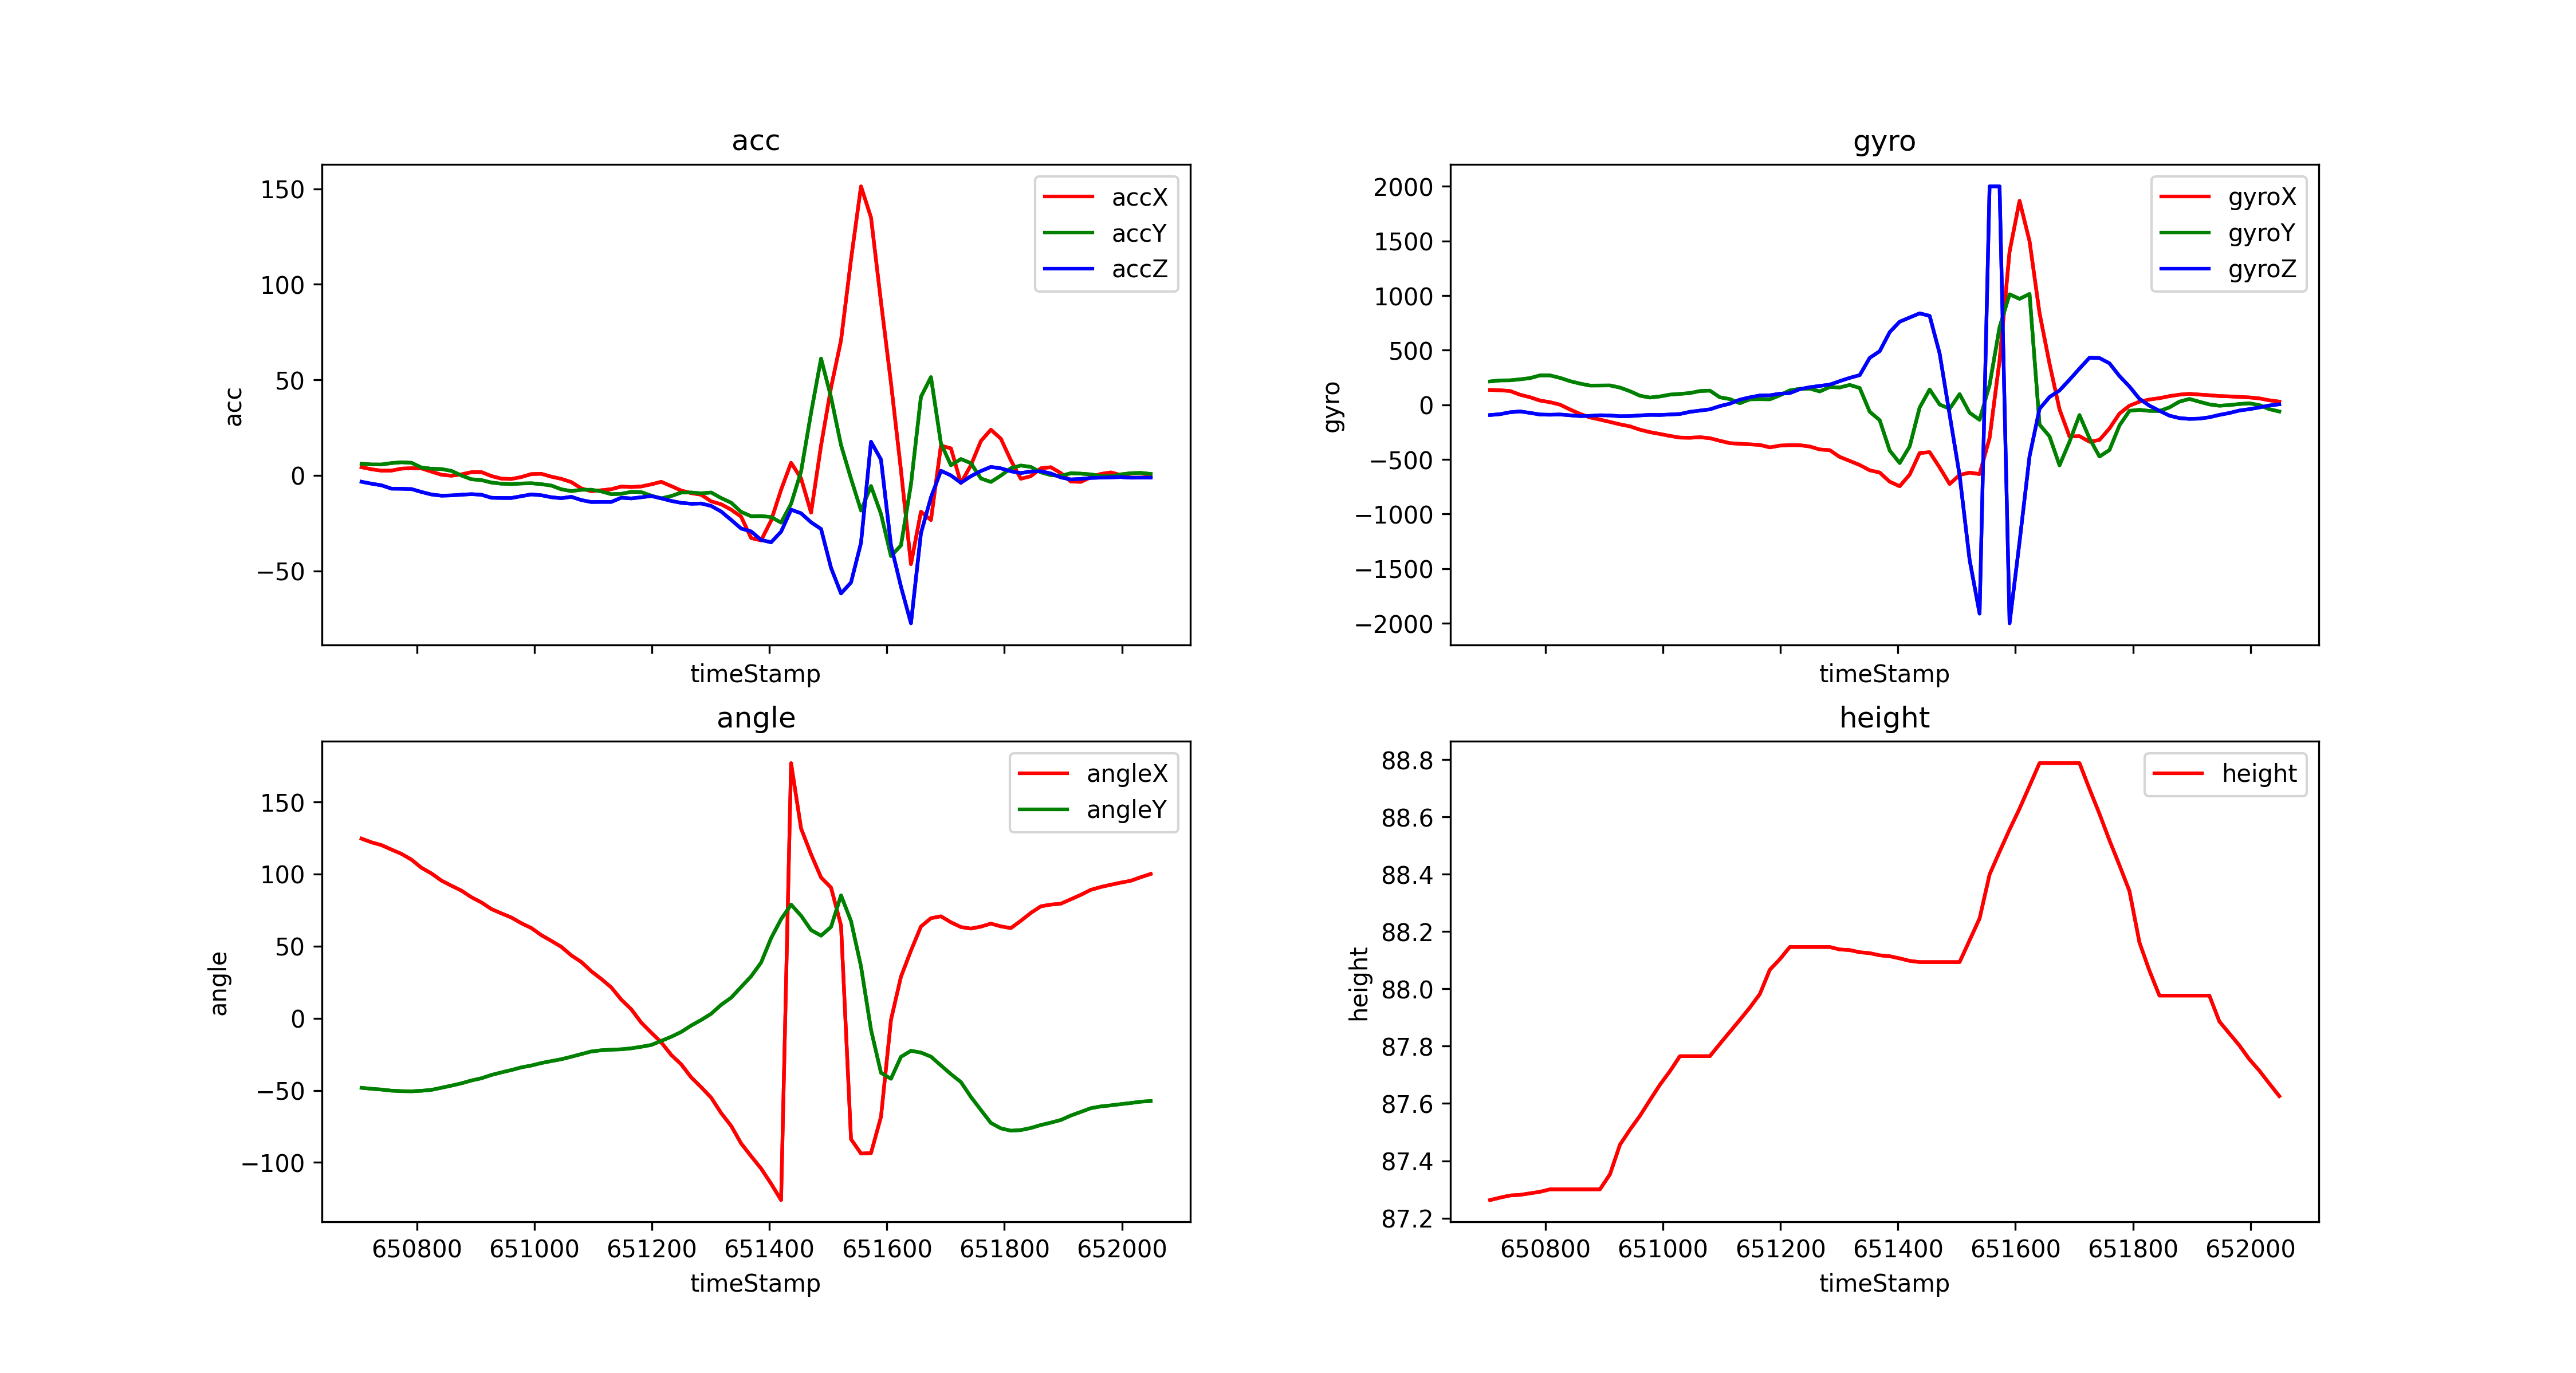 acc
150
100
50
0
−50
acc
timeStamp
accX
accY
accZ
gyro
2000
1500
1000
500
0
−500
−1000
−1500
−2000
gyro
timeStamp
gyroX
gyroY
gyroZ
angle
150
100
50
0
−50
−100
angle
650800 651000 651200 651400 651600 651800 652000
timeStamp
angleX
angleY
height
88.8
88.6
88.4
88.2
88.0
87.8
87.6
87.4
87.2
height
650800 651000 651200 651400 651600 651800 652000
timeStamp
height